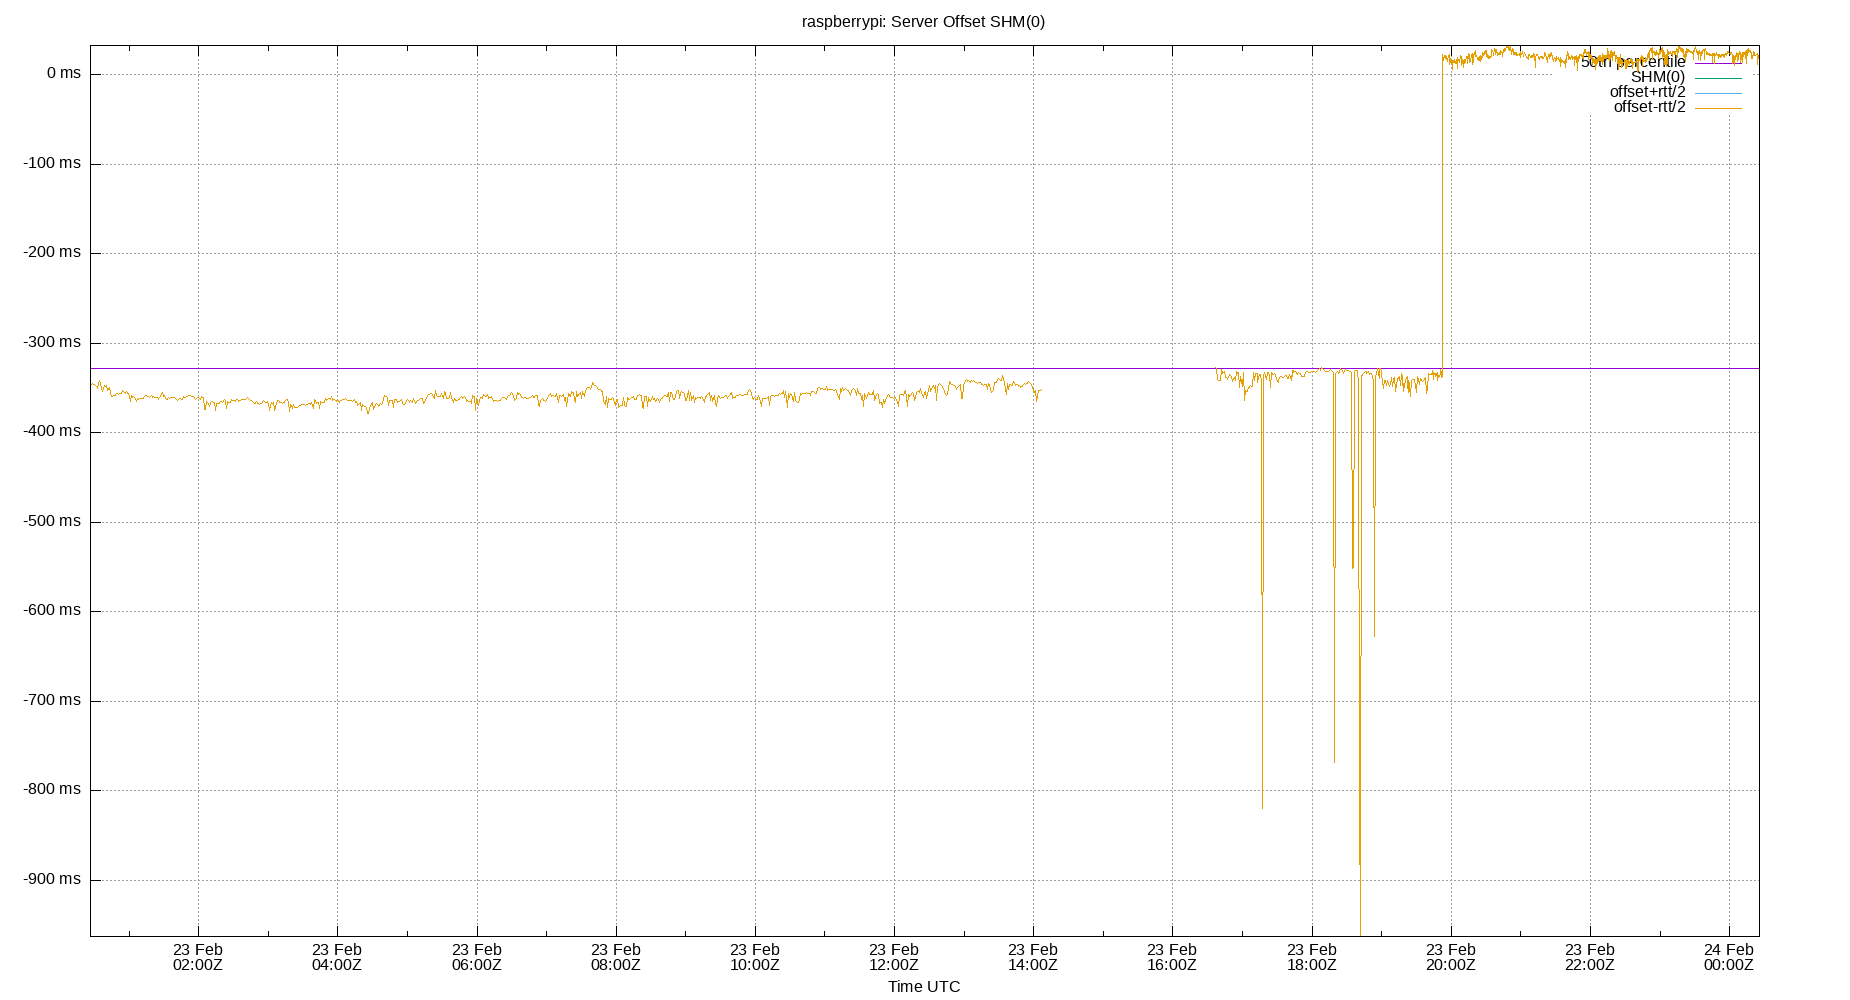 raspberrypi: Server Offset SHM(0)
0 ms
-100 ms
-200 ms
-300 ms
-400 ms
-500 ms
-600 ms
-700 ms
-800 ms
-900 ms
50th percentile
SHM(0)
offset+rtt/2
offset-rtt/2
23 Feb 23 Feb 23 Feb 23 Feb 23 Feb 23 Feb 23 Feb 23 Feb 23 Feb 23 Feb 23 Feb 24 Feb
02:00Z 04:00Z 06:00Z 08:00Z 10:00Z 12:00Z 14:00Z 16:00Z 18:00Z 20:00Z 22:00Z 00:00Z
Time UTC